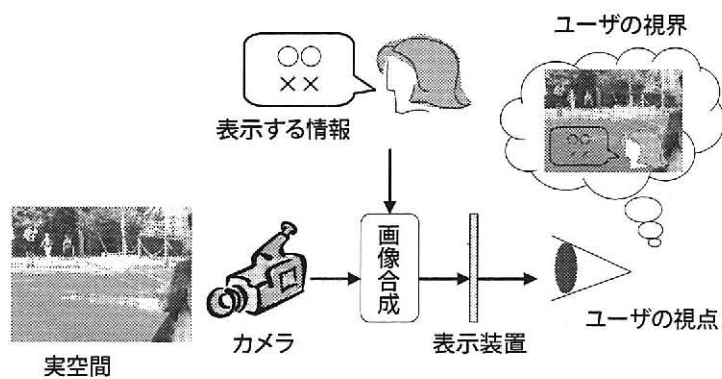 ユーザの視界
○○
××
表示する情報
○○
××
画像合成
実空間
カメラ
表示装置
ユーザの視点